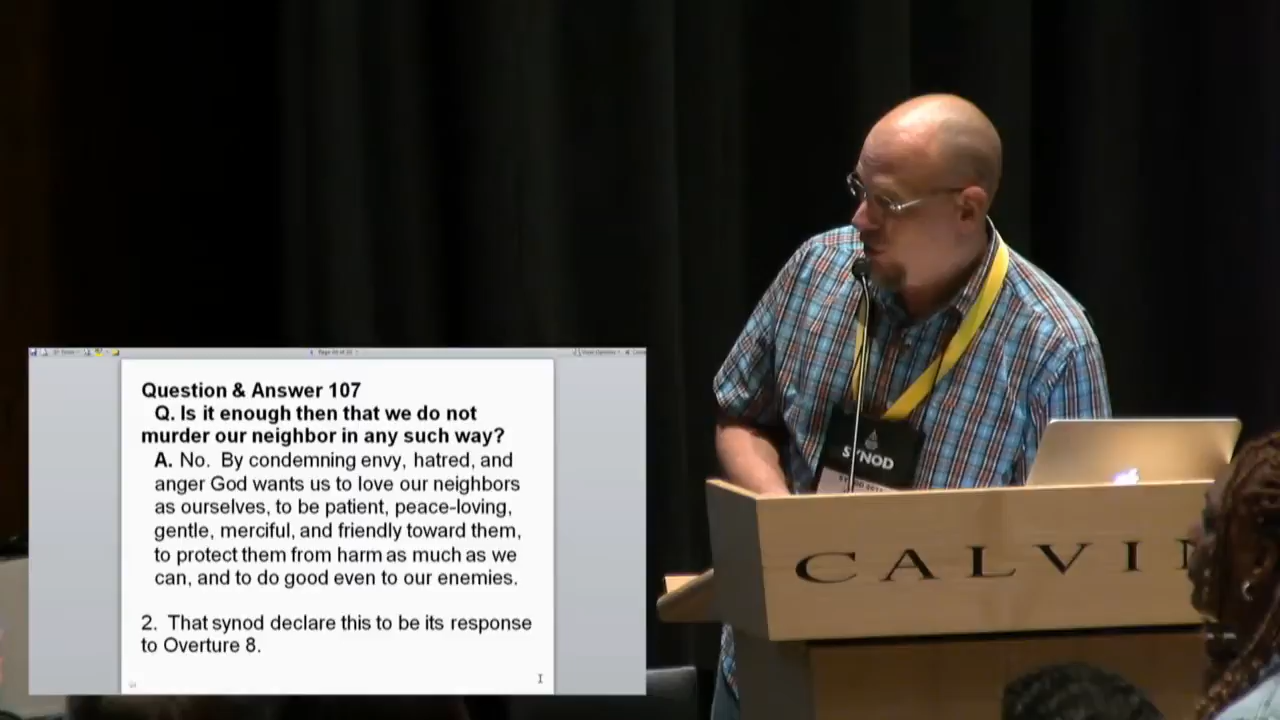 Question & Answer 107
Q. Is it enough then that we do not
murder our neighbor in any such way?
A. No. By condemning envy, hatred, and
anger God wants us to love our neighbors
as ourselves, to be patient, peace-loving,
gentle, merciful, and friendly toward them,
to protect them from harm as much as we
can, and to do good even to our enemies.
2. That synod declare this to be its response
to Overture 8.
SYNOD
CALVIN